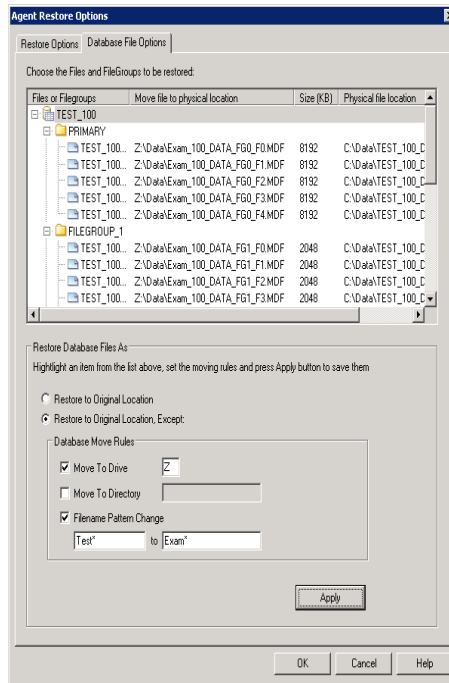 Agent Restore Options
Restore Options Database File Options
Choose the Files and FileGroups to be restored:
Files or Filegroups Move file to physical location Size (KB) Physical file location
TEST_100
PRIMARY
TEST_100... Z:\Data\Exam_100_DATA_FG0_F0.MDF 8192 C:\Data\TEST_100_D
TEST_100... Z:\Data\Exam_100_DATA_FG0_F1.MDF 8192 C:\Data\TEST_100_D
TEST_100... Z:\Data\Exam_100_DATA_FG0_F2.MDF 8192 C:\Data\TEST_100_D
TEST_100... Z:\Data\Exam_100_DATA_FG0_F3.MDF 8192 C:\Data\TEST_100_D
TEST_100... Z:\Data\Exam_100_DATA_FG0_F4.MDF 8192 C:\Data\TEST_100_D
FILEGROUP_1
TEST_100... Z:\Data\Exam_100_DATA_FG1_F0.MDF 2048 C:\Data\TEST_100_D
TEST_100... Z:\Data\Exam_100_DATA_FG1_F1.MDF 2048 C:\Data\TEST_100_D
TEST_100... Z:\Data\Exam_100_DATA_FG1_F2.MDF 2048 C:\Data\TEST_100_D
TEST_100... Z:\Data\Exam_100_DATA_FG1_F3.MDF 2048 C:\Data\TEST_100_D
Restore Database Files As
Hightlight an item from the list above, set the moving rules and press Apply button to save them
Restore to Original Location
Restore to Original Location, Except:
Database Move Rules
Move To Drive Z
Move To Directory
Filename Pattern Change
Test* to Exam*
Apply
OK Cancel Help